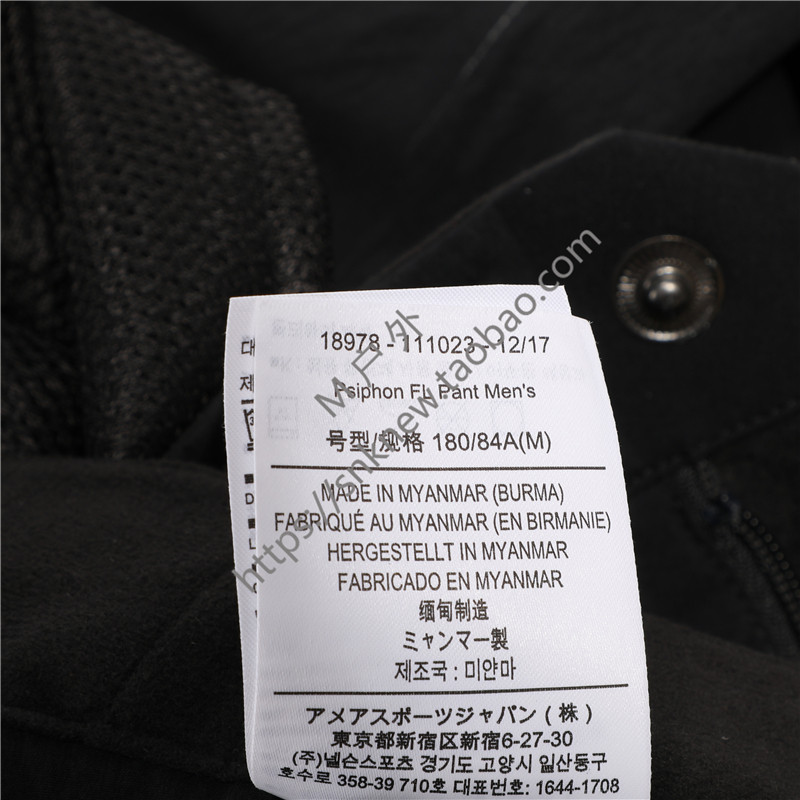 18978 - 111023 - 12/17
Psiphon FL Pant Men's
号型/规格 180/84A(M)
MADE IN MYANMAR (BURMA)
FABRIQUÉ AU MYANMAR (EN BIRMANIE)
HERGESTELLT IN MYANMAR
FABRICADO EN MYANMAR
缅甸制造
ミャンマー製
제조국 : 미얀마
アメアスポーツジャパン ( 株 )
東京都新宿区新宿6-27-30
(주)넬슨스포츠 경기도 고양시 일산동구
호수로 358-39 710호 대표번호: 1644-1708
M户外
https://snknew.taobao.com